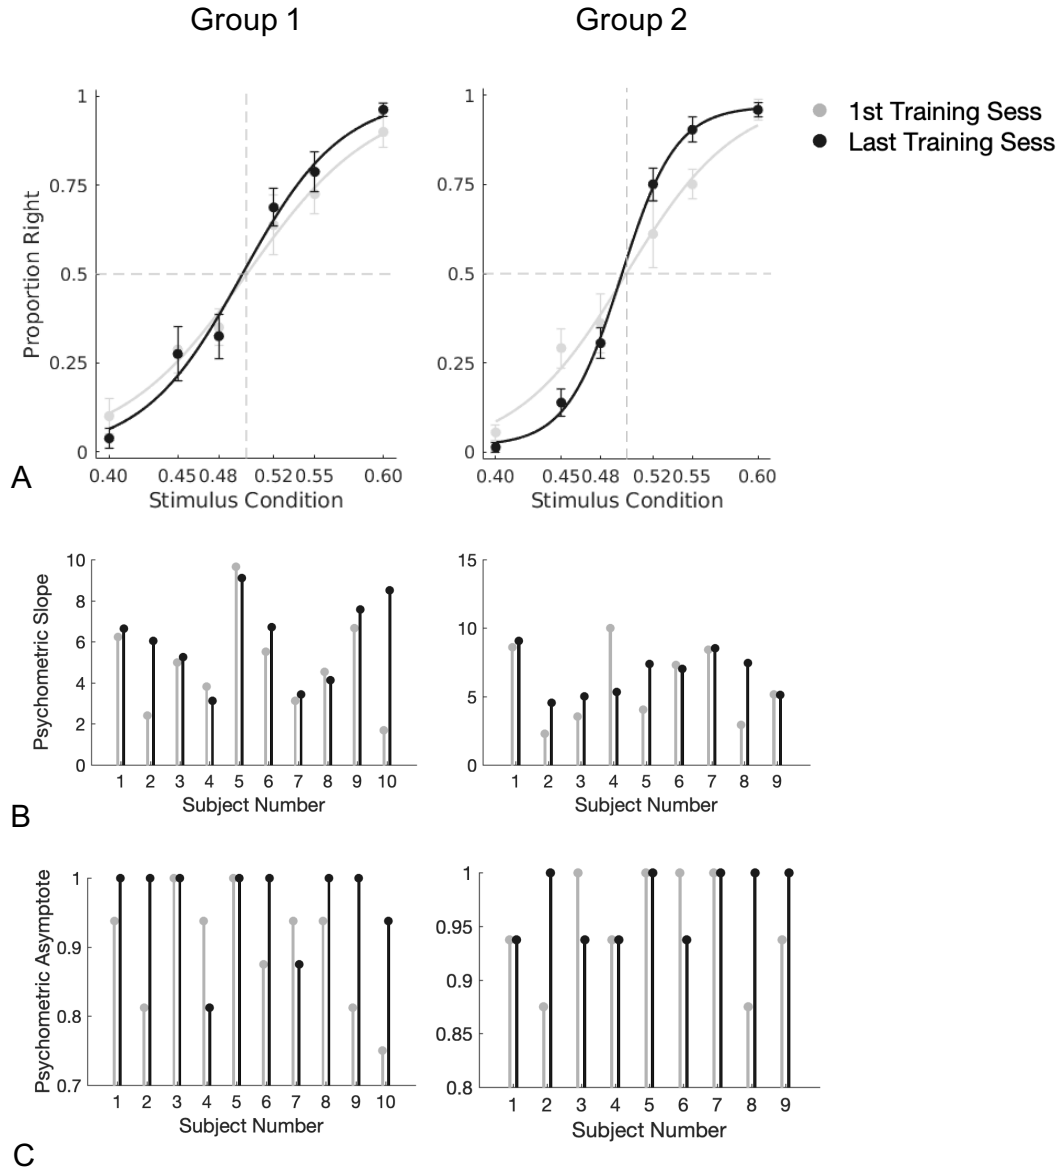 Group 1
Group 2
1st Training Sess
Last Training Sess
Proportion Right
1
0.75
0.5
0.25
0
0.40 0.45 0.48 0.52 0.55 0.60
Stimulus Condition
1
0.75
0.5
0.25
0
0.40 0.45 0.48 0.52 0.55 0.60
Stimulus Condition
A
Psychometric Slope
10
8
6
4
2
0
1 2 3 4 5 6 7 8 9 10
Subject Number
15
10
5
0
1 2 3 4 5 6 7 8 9
Subject Number
B
Psychometric Asymptote
1
0.9
0.8
0.7
1 2 3 4 5 6 7 8 9 10
Subject Number
1
0.95
0.9
0.85
0.8
1 2 3 4 5 6 7 8 9
Subject Number
C